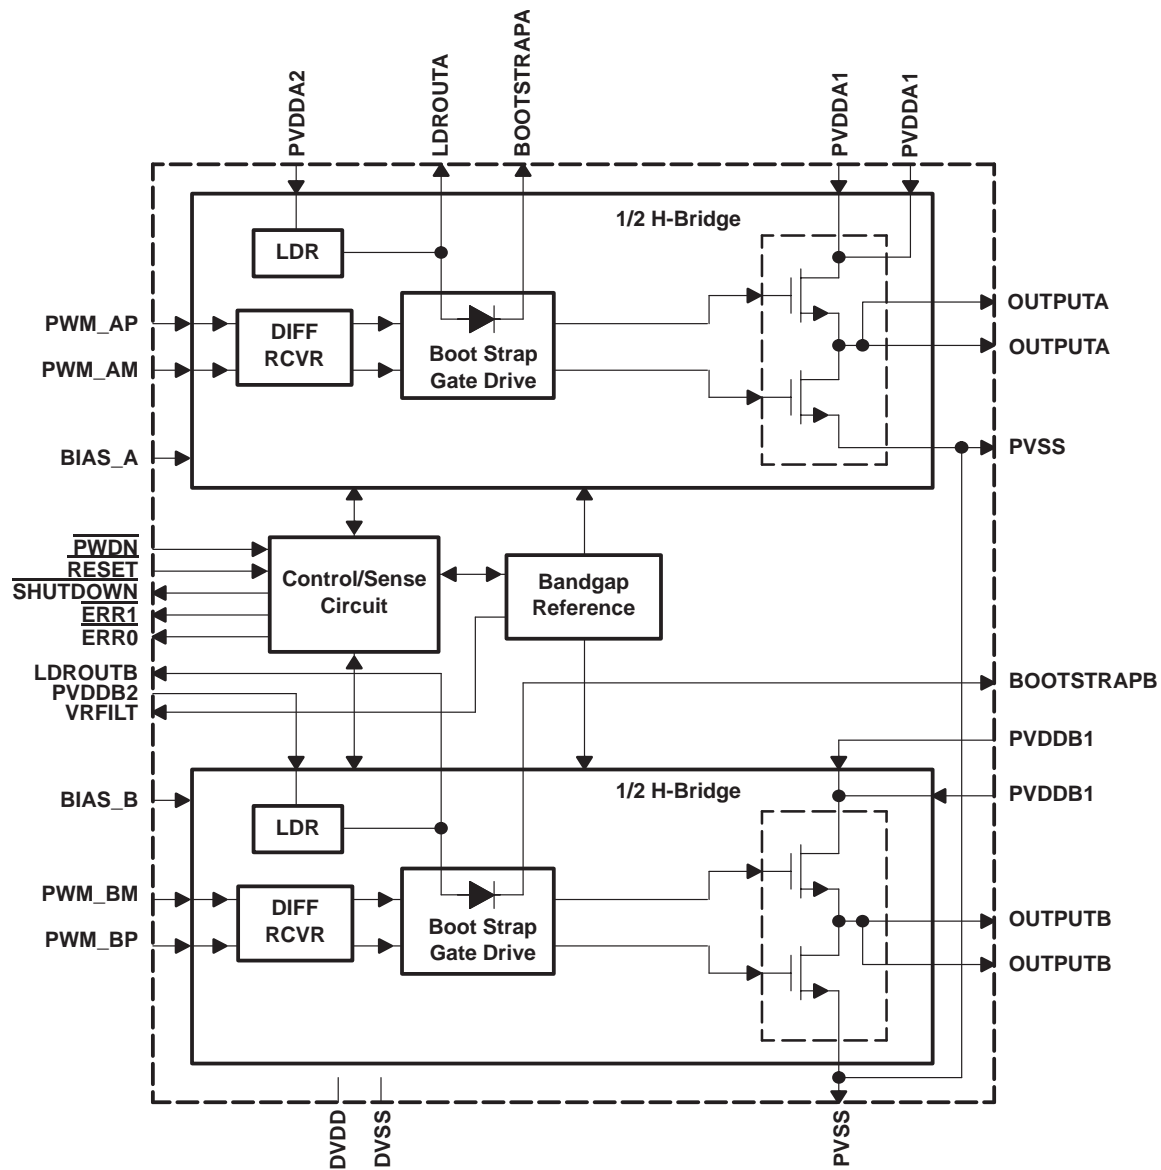 PVDDA2
LDROUTA
BOOTSTRAPA
PVDDA1
PVDDA1
1/2 H-Bridge
LDR
PWM_AP
PWM_AM
DIFF
RCVR
Boot Strap
Gate Drive
OUTPUTA
OUTPUTA
BIAS_A
PVSS
PWDN
RESET
SHUTDOWN
ERR1
ERR0
Control/Sense
Circuit
Bandgap
Reference
LDROUTB
PVDDB2
VRFILT
BOOTSTRAPB
PVDDB1
PVDDB1
1/2 H-Bridge
BIAS_B
LDR
PWM_BM
PWM_BP
DIFF
RCVR
Boot Strap
Gate Drive
OUTPUTB
OUTPUTB
DVDD
DVSS
PVSS